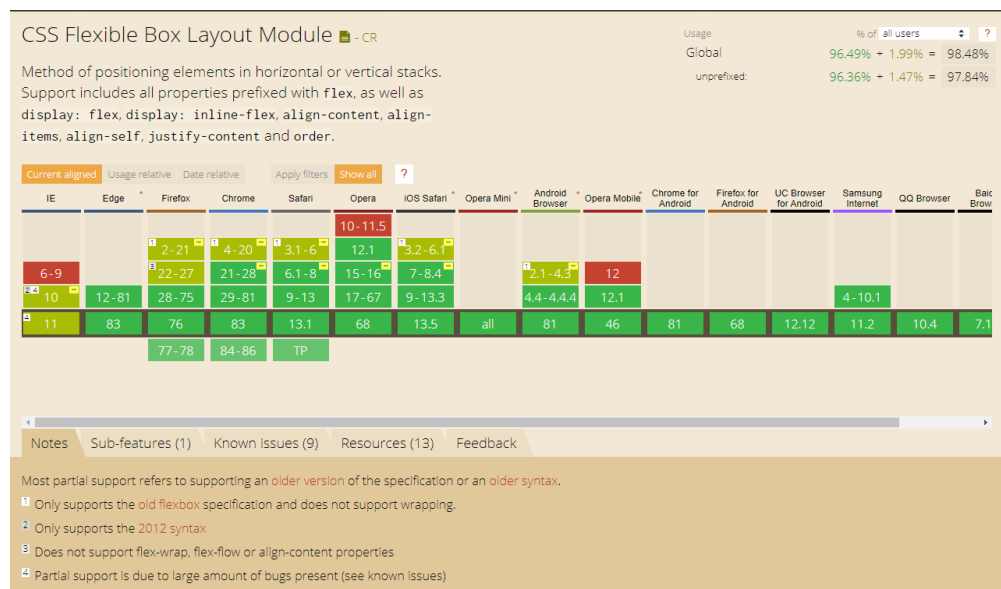 CSS Flexible Box Layout Module - CR
Usage % of all users ?
Global 96.49% + 1.99% = 98.48%
unprefixed: 96.36% + 1.47% = 97.84%
Method of positioning elements in horizontal or vertical stacks.
Support includes all properties prefixed with flex, as well as
display: flex, display: inline-flex, align-content, align-
items, align-self, justify-content and order.
Current aligned Usage relative Date relative Apply filters Show all ?
IE Edge * Firefox Chrome Safari Opera iOS Safari * Opera Mini * Android Browser * Opera Mobile * Chrome for Android Firefox for Android UC Browser for Android Samsung Internet QQ Browser Baid Brows
10-11.5
1 2-21 - 1 4-20 - 1 3.1-6 - 12.1 1 3.2-6.1 -
6-9 3 22-27 - 21-28 - 6.1-8 - 15-16 - 7-8.4 - 1 2.1-4.3 - 12
2 4 10 - 12-81 28-75 29-81 9-13 17-67 9-13.3 4.4-4.4.4 12.1 4-10.1
4 11 83 76 83 13.1 68 13.5 all 81 46 81 68 12.12 11.2 10.4 7.1
77-78 84-86 TP
Notes Sub-features (1) Known issues (9) Resources (13) Feedback
Most partial support refers to supporting an older version of the specification or an older syntax.
1 Only supports the old flexbox specification and does not support wrapping.
2 Only supports the 2012 syntax
3 Does not support flex-wrap, flex-flow or align-content properties
4 Partial support is due to large amount of bugs present (see known issues)